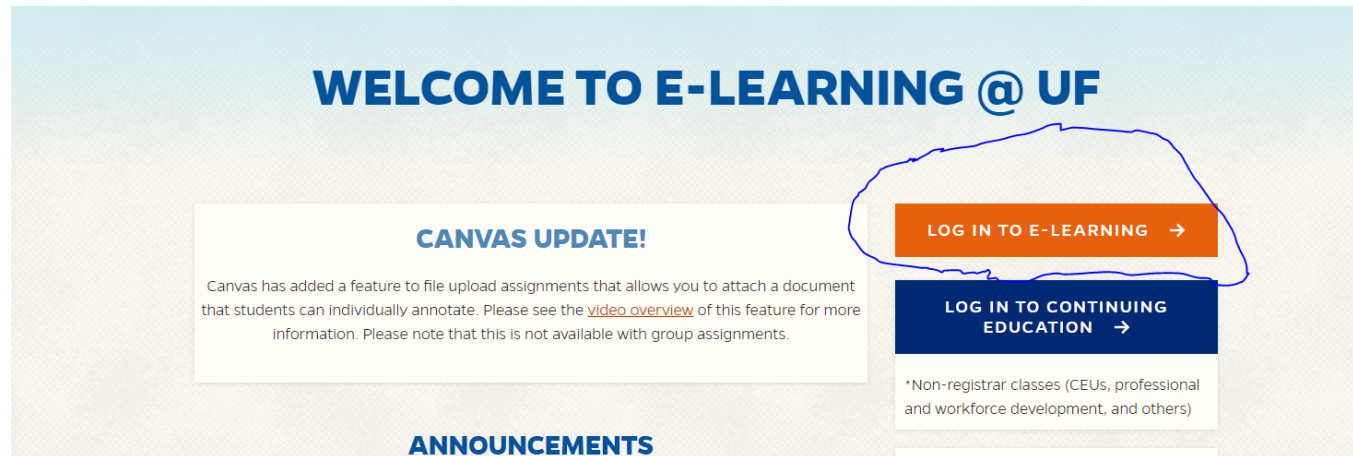 WELCOME TO E-LEARNING @ UF
CANVAS UPDATE!
Canvas has added a feature to file upload assignments that allows you to attach a document
that students can individually annotate. Please see the video overview of this feature for more
information. Please note that this is not available with group assignments.
ANNOUNCEMENTS
LOG IN TO E-LEARNING →
LOG IN TO CONTINUING
EDUCATION →
*Non-registrar classes (CEUs, professional
and workforce development, and others)